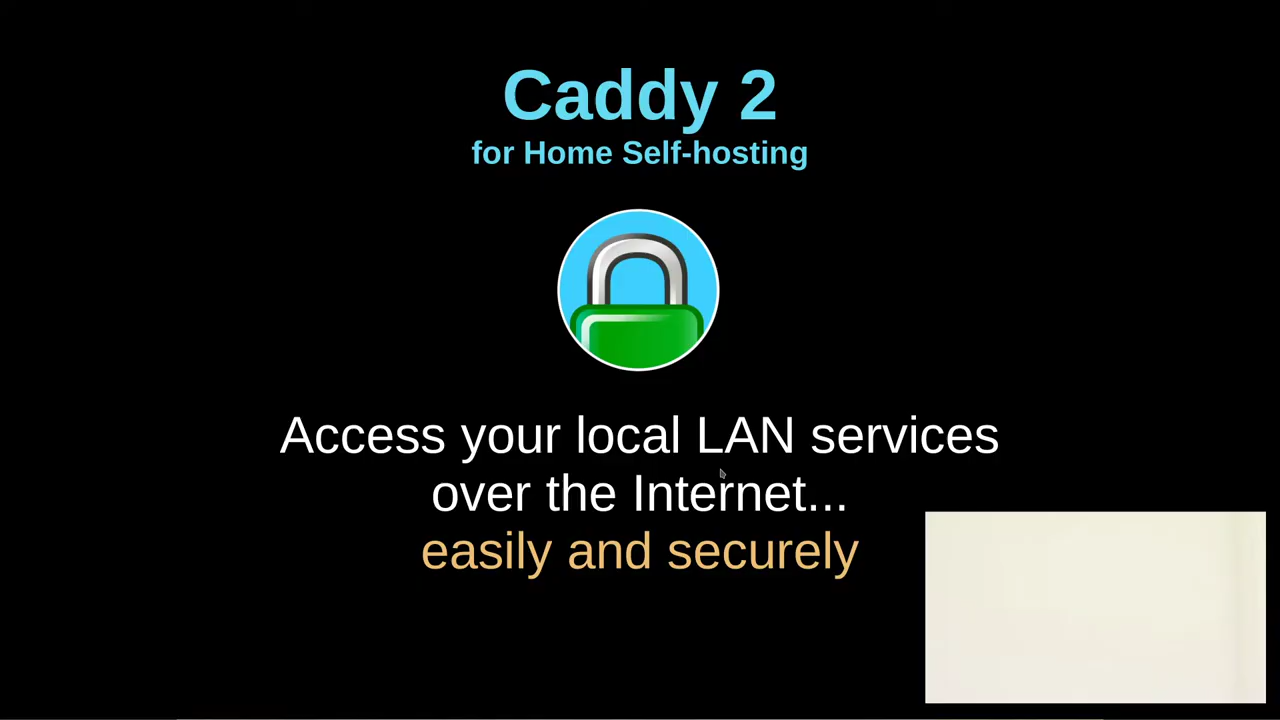 Caddy 2
for Home Self-hosting
Access your local LAN services
over the Internet...
easily and securely